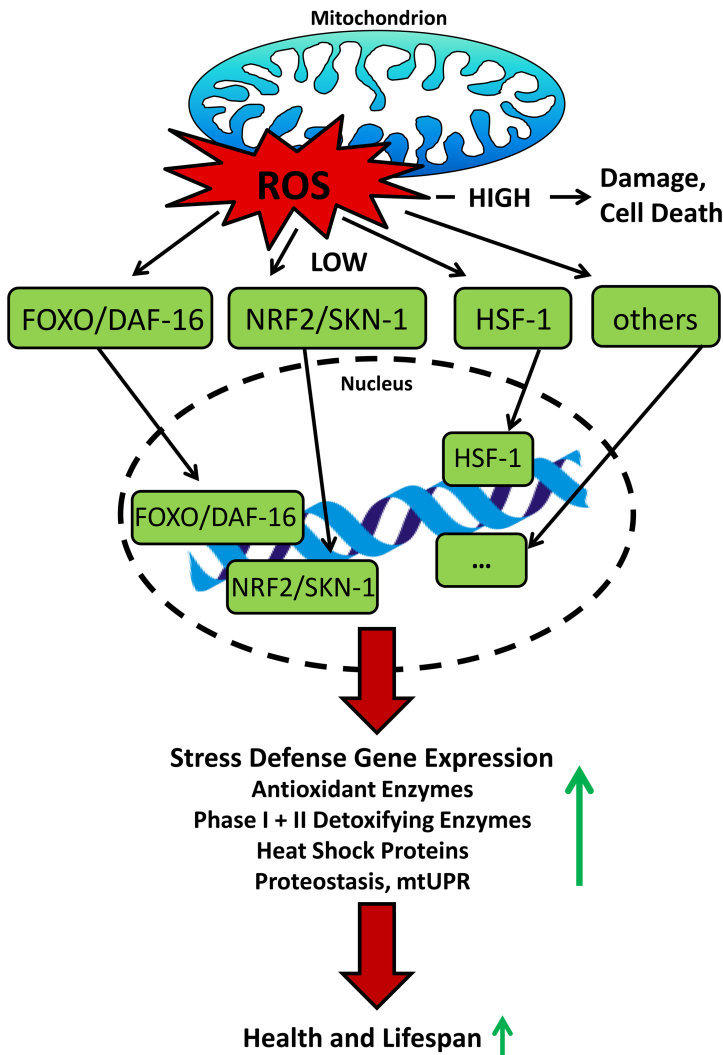 Mitochondrion
ROS
HIGH
Damage,
Cell Death
LOW
FOXO/DAF-16
NRF2/SKN-1
HSF-1
others
Nucleus
HSF-1
FOXO/DAF-16
...
NRF2/SKN-1
Stress Defense Gene Expression
Antioxidant Enzymes
Phase I + II Detoxifying Enzymes
Heat Shock Proteins
Proteostasis, mtUPR
Health and Lifespan